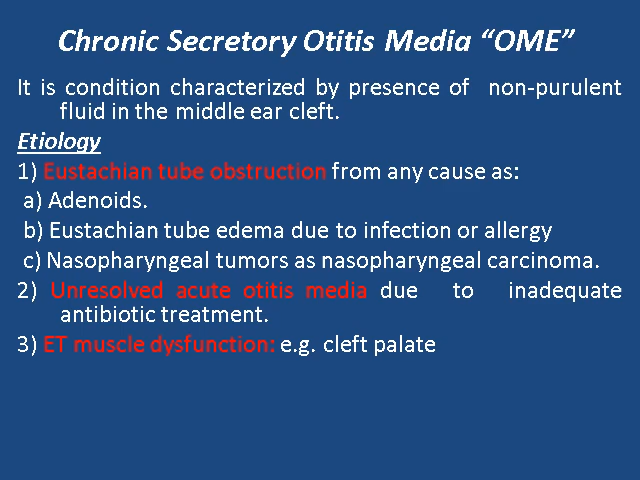 Chronic Secretory Otitis Media “OME”
It is condition characterized by presence of non-purulent
fluid in the middle ear cleft.
Etiology
1) Eustachian tube obstruction from any cause as:
a) Adenoids.
b) Eustachian tube edema due to infection or allergy
c) Nasopharyngeal tumors as nasopharyngeal carcinoma.
2) Unresolved acute otitis media due to inadequate
antibiotic treatment.
3) ET muscle dysfunction: e.g. cleft palate